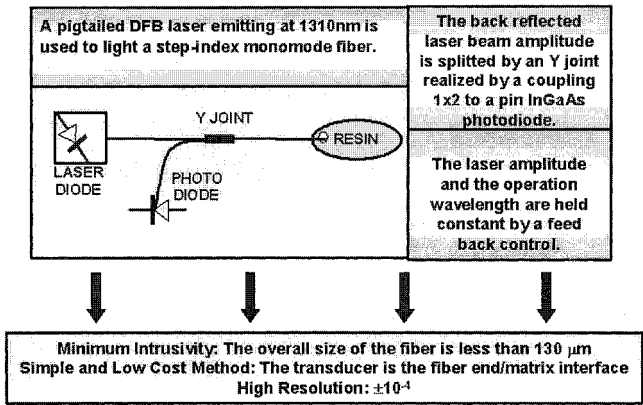 A pigtailed DFB laser emitting at 1310nm is
used to light a step-index monomode fiber.
The back reflected
laser beam amplitude
is splitted by an Y joint
realized by a coupling
1x2 to a pin InGaAs
photodiode.
Y JOINT
RESIN
LASER
DIODE
PHOTO
DIODE
The laser amplitude
and the operation
wavelength are held
constant by a feed
back control.
Minimum Intrusivity: The overall size of the fiber is less than 130 μm
Simple and Low Cost Method: The transducer is the fiber end/matrix interface
High Resolution: ±10⁻⁴